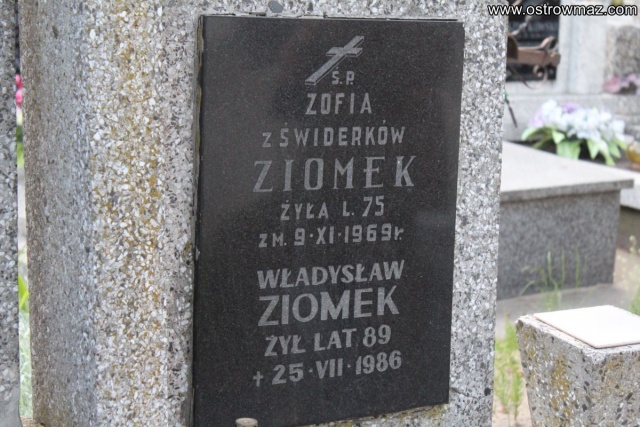 www.ostrowmaz.com
Ś.P.
ZOFIA
z ŚWIDERKÓW
ZIOMEK
ŻYŁA L. 75
ZM. 9·XI·1969r.
WŁADYSŁAW
ZIOMEK
ŻYŁ LAT 89
† 25·VII·1986